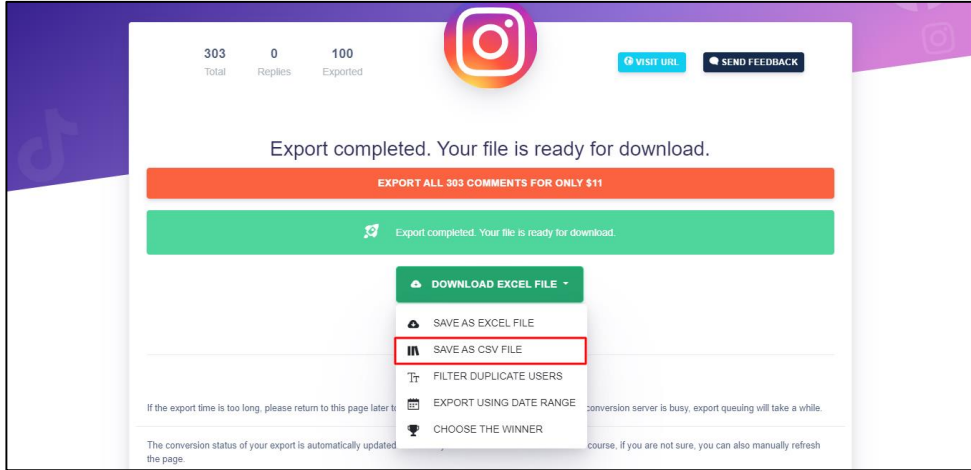 303 0 100
Total Replies Exported
VISIT URL
SEND FEEDBACK
Export completed. Your file is ready for download.
EXPORT ALL 303 COMMENTS FOR ONLY $11
Export completed. Your file is ready for download.
DOWNLOAD EXCEL FILE
SAVE AS EXCEL FILE
SAVE AS CSV FILE
FILTER DUPLICATE USERS
EXPORT USING DATE RANGE
CHOOSE THE WINNER
If the export time is too long, please return to this page later conversion server is busy, export queuing will take a while.
The conversion status of your export is automatically updated course, if you are not sure, you can also manually refresh
the page.